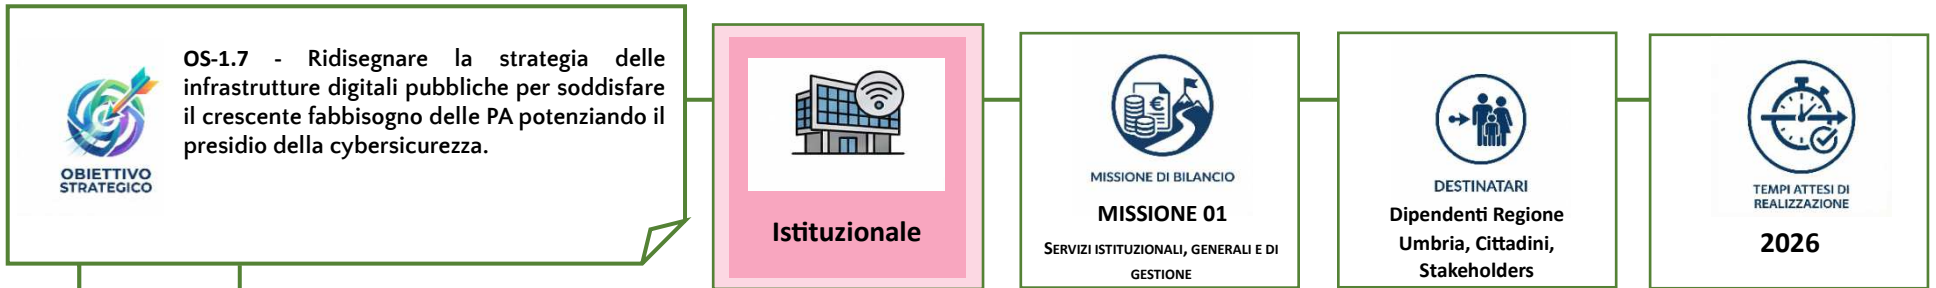 OS-1.7 - Ridisegnare la strategia delle
infrastrutture digitali pubbliche per soddisfare
il crescente fabbisogno delle PA potenziando il
presidio della cybersicurezza.
OBIETTIVO
STRATEGICO
Istituzionale
MISSIONE DI BILANCIO
MISSIONE 01
SERVIZI ISTITUZIONALI, GENERALI E DI
GESTIONE
DESTINATARI
Dipendenti Regione
Umbria, Cittadini,
Stakeholders
TEMPI ATTESI DI
REALIZZAZIONE
2026